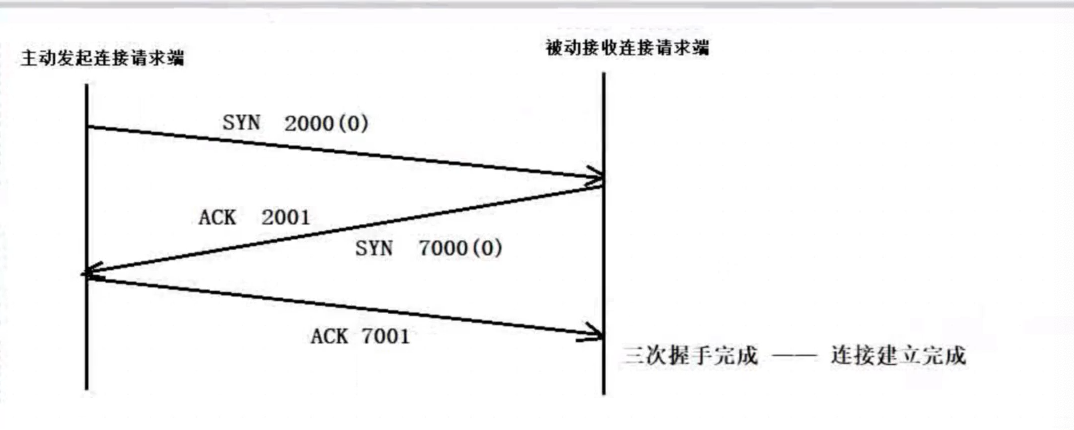 主动发起连接请求端
被动接收连接请求端
SYN 2000(0)
ACK 2001
SYN 7000(0)
ACK 7001
三次握手完成 —— 连接建立完成